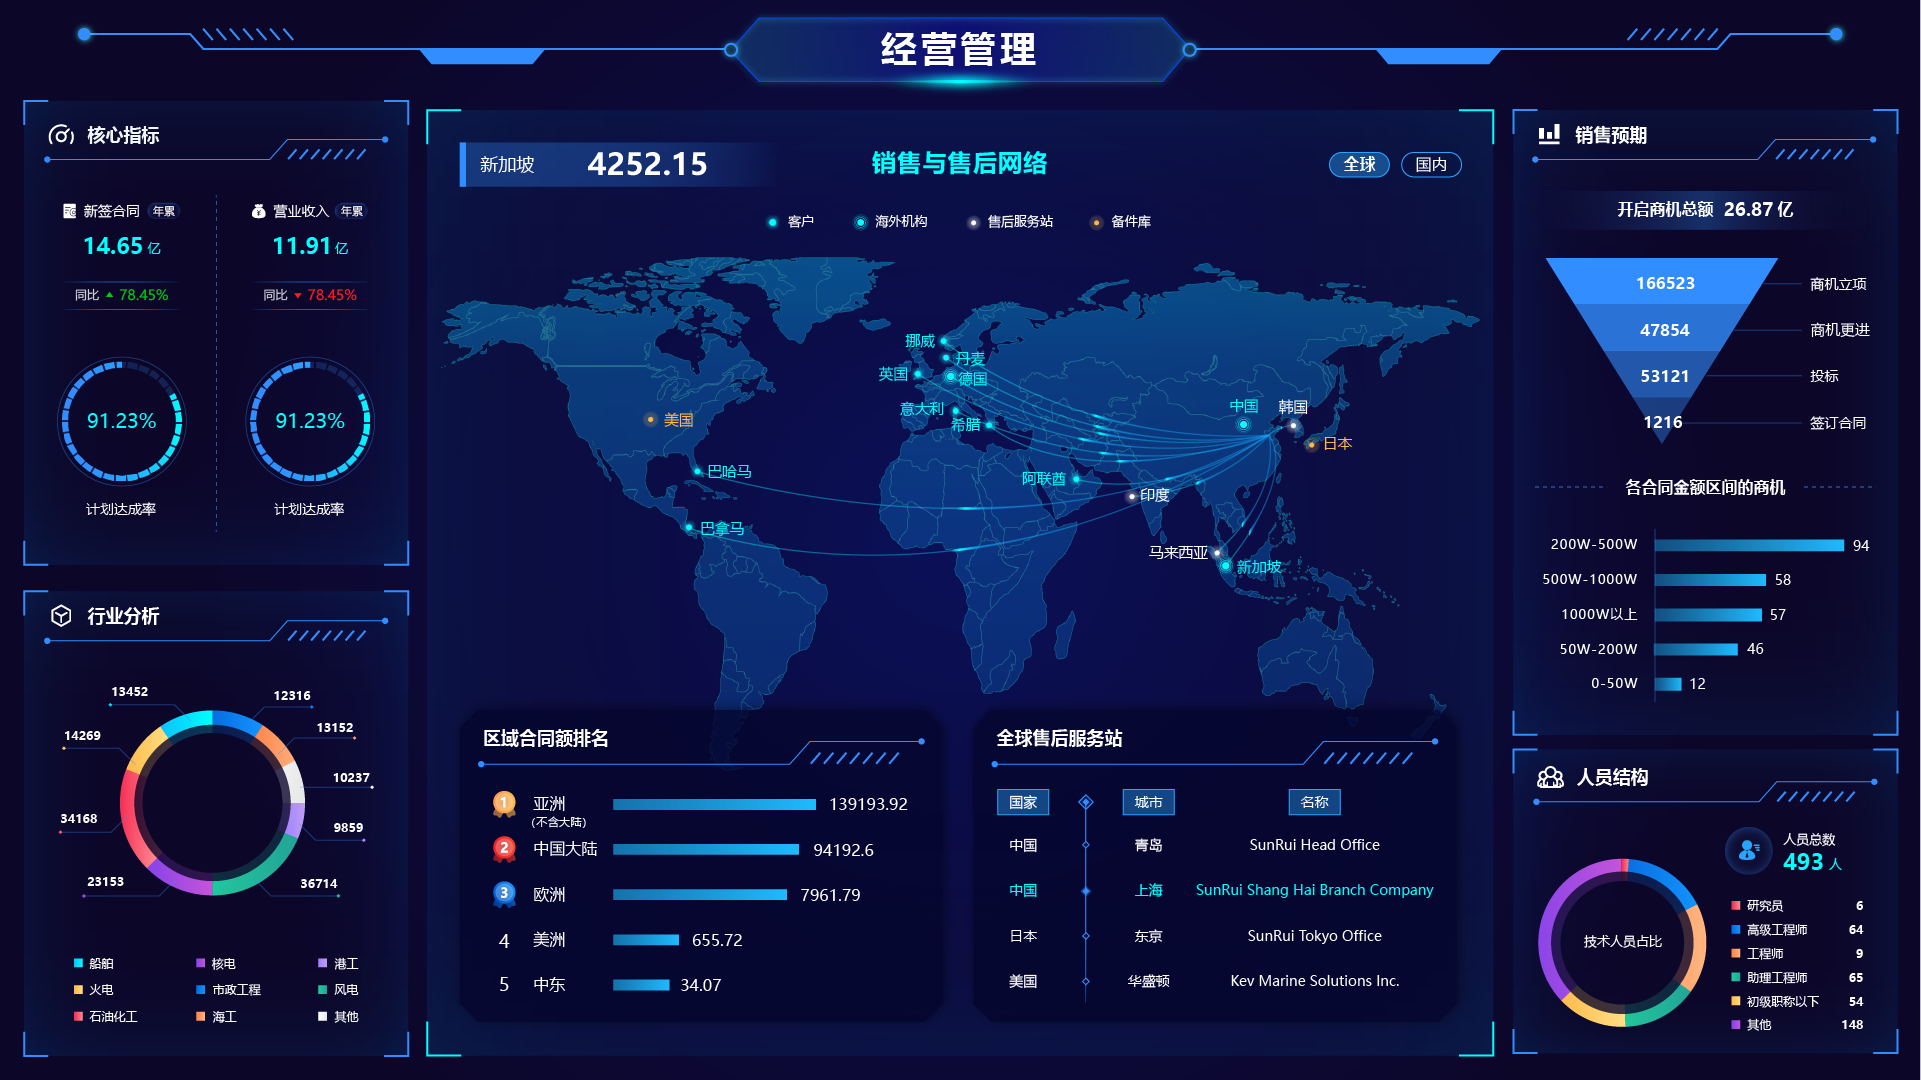 经营管理
核心指标
新签合同 年累
14.65 亿
同比 78.45%
91.23%
计划达成率
营业收入 年累
11.91 亿
同比 78.45%
91.23%
计划达成率
行业分析
13452
12316
14269
13152
10237
34168
9859
23153
36714
船舶
核电
港工
火电
市政工程
风电
石油化工
海工
其他
新加坡 4252.15
销售与售后网络
全球
国内
客户
海外机构
售后服务站
备件库
挪威
丹麦
英国
德国
意大利
希腊
中国
韩国
美国
日本
巴哈马
阿联酋
印度
巴拿马
马来西亚
新加坡
区域合同额排名
1 亚洲 139193.92
(不含大陆)
2 中国大陆 94192.6
3 欧洲 7961.79
4 美洲 655.72
5 中东 34.07
全球售后服务站
国家 城市 名称
中国 青岛 SunRui Head Office
中国 上海 SunRui Shang Hai Branch Company
日本 东京 SunRui Tokyo Office
美国 华盛顿 Kev Marine Solutions Inc.
销售预期
开启商机总额 26.87 亿
166523 商机立项
47854 商机更进
53121 投标
1216 签订合同
各合同金额区间的商机
200W-500W 94
500W-1000W 58
1000W以上 57
50W-200W 46
0-50W 12
人员结构
人员总数
493 人
技术人员占比
研究员 6
高级工程师 64
工程师 9
助理工程师 65
初级职称以下 54
其他 148